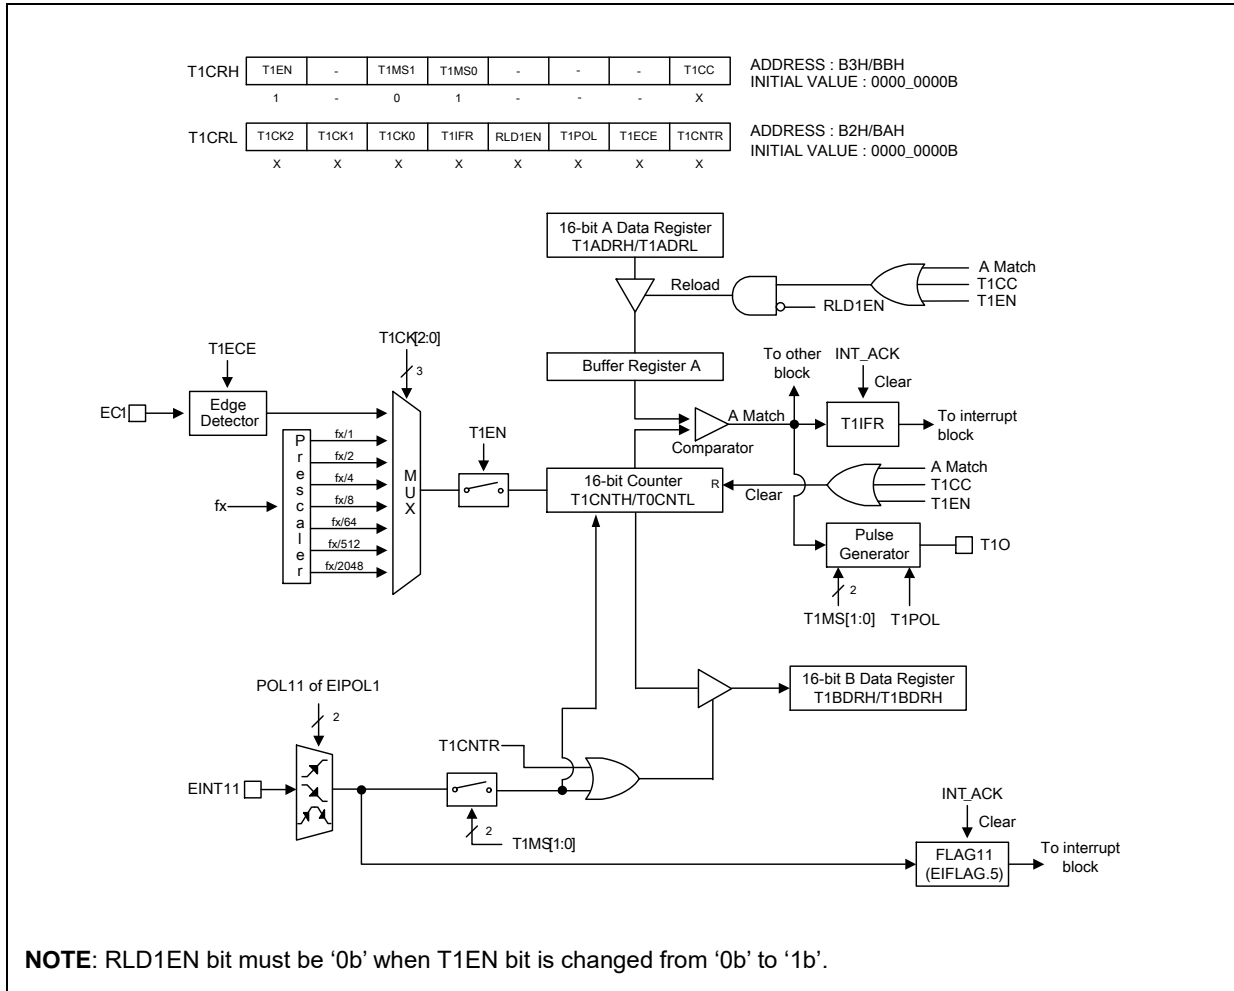 T1CRH T1EN - T1MS1 T1MS0 - - - T1CC ADDRESS : B3H/BBH
INITIAL VALUE : 0000_0000B
1 - 0 1 - - - X
T1CRL T1CK2 T1CK1 T1CK0 T1IFR RLD1EN T1POL T1ECE T1CNTR ADDRESS : B2H/BAH
INITIAL VALUE : 0000_0000B
X X X X X X X X
16-bit A Data Register
T1ADRH/T1ADRL
Reload
A Match
T1CC
T1EN
RLD1EN
T1CK[2:0]
3
T1ECE
Buffer Register A
To other
block
INT_ACK
Clear
EC1
Edge
Detector
A Match
T1IFR
To interrupt
block
Comparator
Prescaler
fx/1
fx/2
fx/4
fx/8
fx/64
fx/512
fx/2048
fx
MUX
T1EN
16-bit Counter
T1CNTH/T0CNTL
R
Clear
A Match
T1CC
T1EN
Pulse
Generator
T1O
2
T1MS[1:0]
T1POL
16-bit B Data Register
T1BDRH/T1BDRH
POL11 of EIPOL1
2
T1CNTR
EINT11
2
T1MS[1:0]
INT_ACK
Clear
FLAG11
(EIFLAG.5)
To interrupt
block
NOTE: RLD1EN bit must be ‘0b’ when T1EN bit is changed from ‘0b’ to ‘1b’.